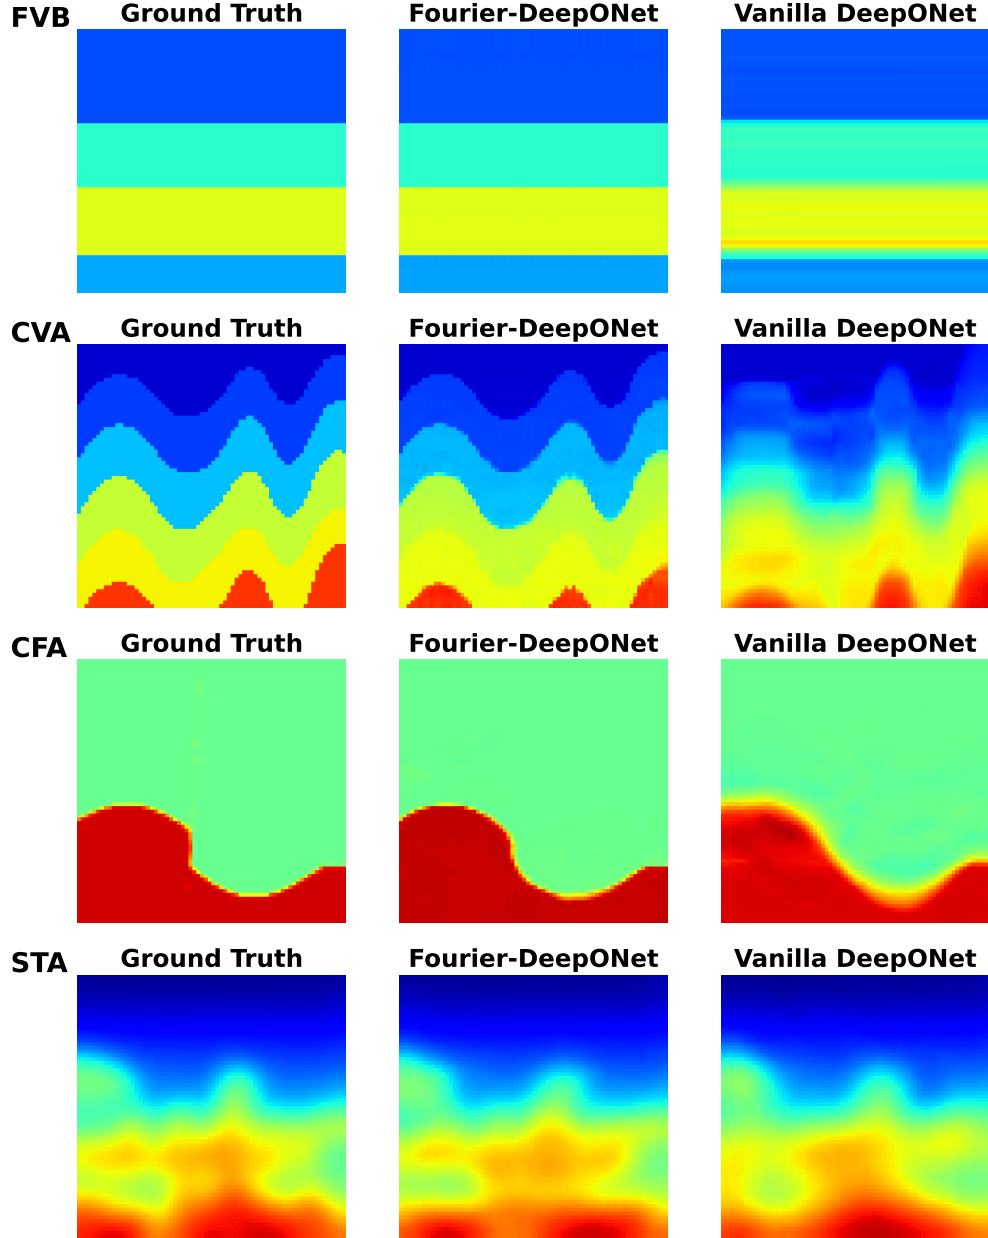 FVB
Ground Truth
Fourier-DeepONet
Vanilla DeepONet
CVA
Ground Truth
Fourier-DeepONet
Vanilla DeepONet
CFA
Ground Truth
Fourier-DeepONet
Vanilla DeepONet
STA
Ground Truth
Fourier-DeepONet
Vanilla DeepONet